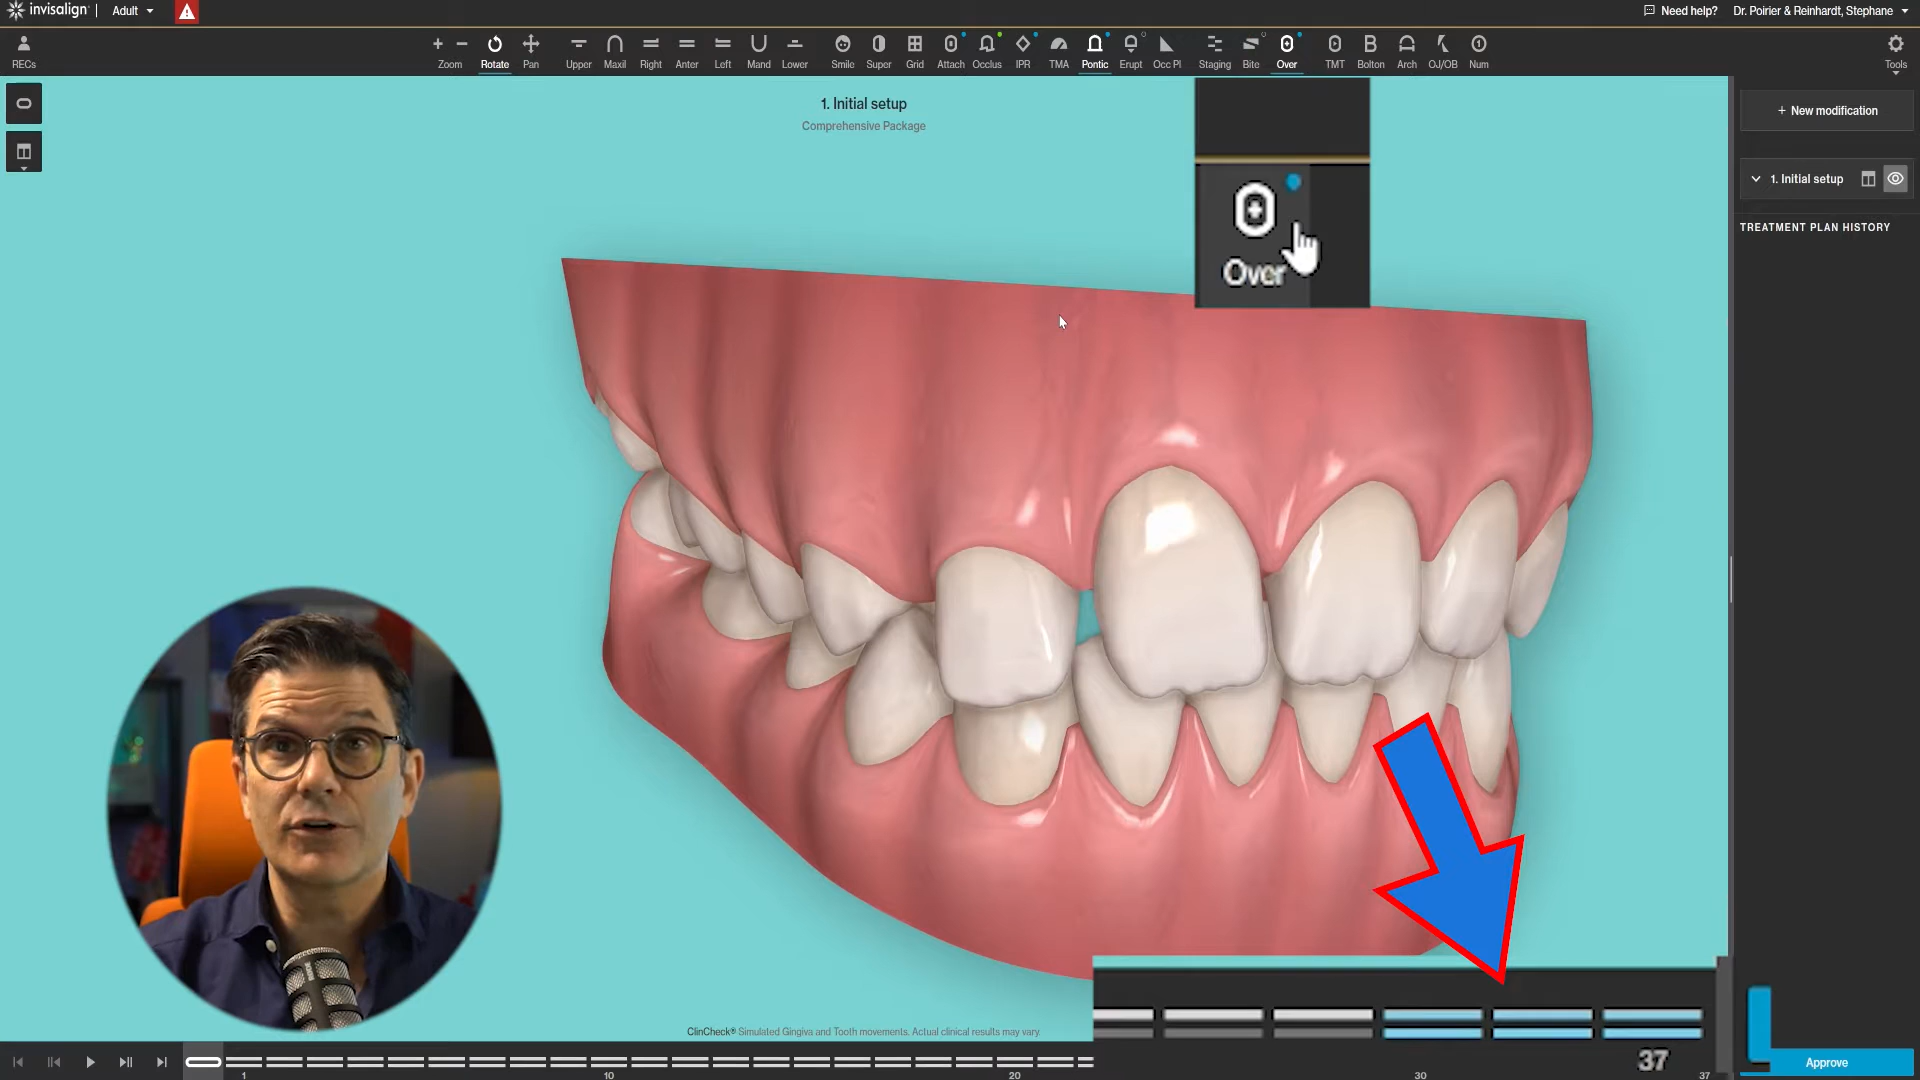 invisalign | Adult
Need help? Dr. Poirier & Reinhardt, Stephane
RECs
Zoom Rotate Pan Upper Maxil Right Anter Left Mand Lower Smile Super Grid Attach Occlus IPR TMA Pontic Erupt Occ Pl Staging Bite Over TMT Bolton Arch OJ/OB Num Tools
1. Initial setup
Comprehensive Package
+ New modification
1. Initial setup
TREATMENT PLAN HISTORY
Over
ClinCheck® Simulated Gingiva and Tooth movements. Actual clinical results may vary.
37
Approve
1 10 20 30 37